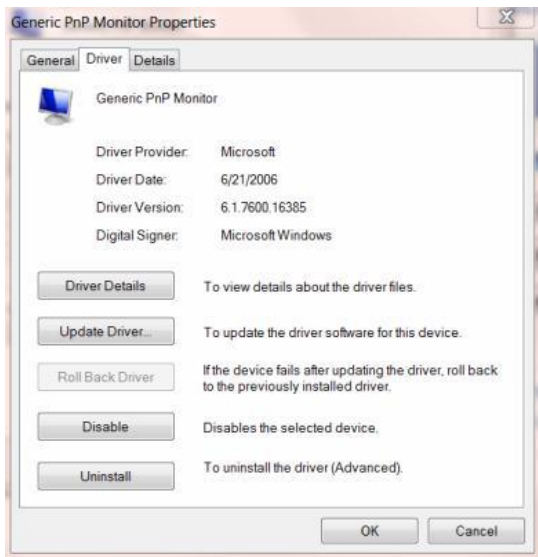 Generic PnP Monitor Properties
General Driver Details
Generic PnP Monitor
Driver Provider: Microsoft
Driver Date: 6/21/2006
Driver Version: 6.1.7600.16385
Digital Signer: Microsoft Windows
Driver Details To view details about the driver files.
Update Driver... To update the driver software for this device.
Roll Back Driver If the device fails after updating the driver, roll back
to the previously installed driver.
Disable Disables the selected device.
Uninstall To uninstall the driver (Advanced).
OK Cancel